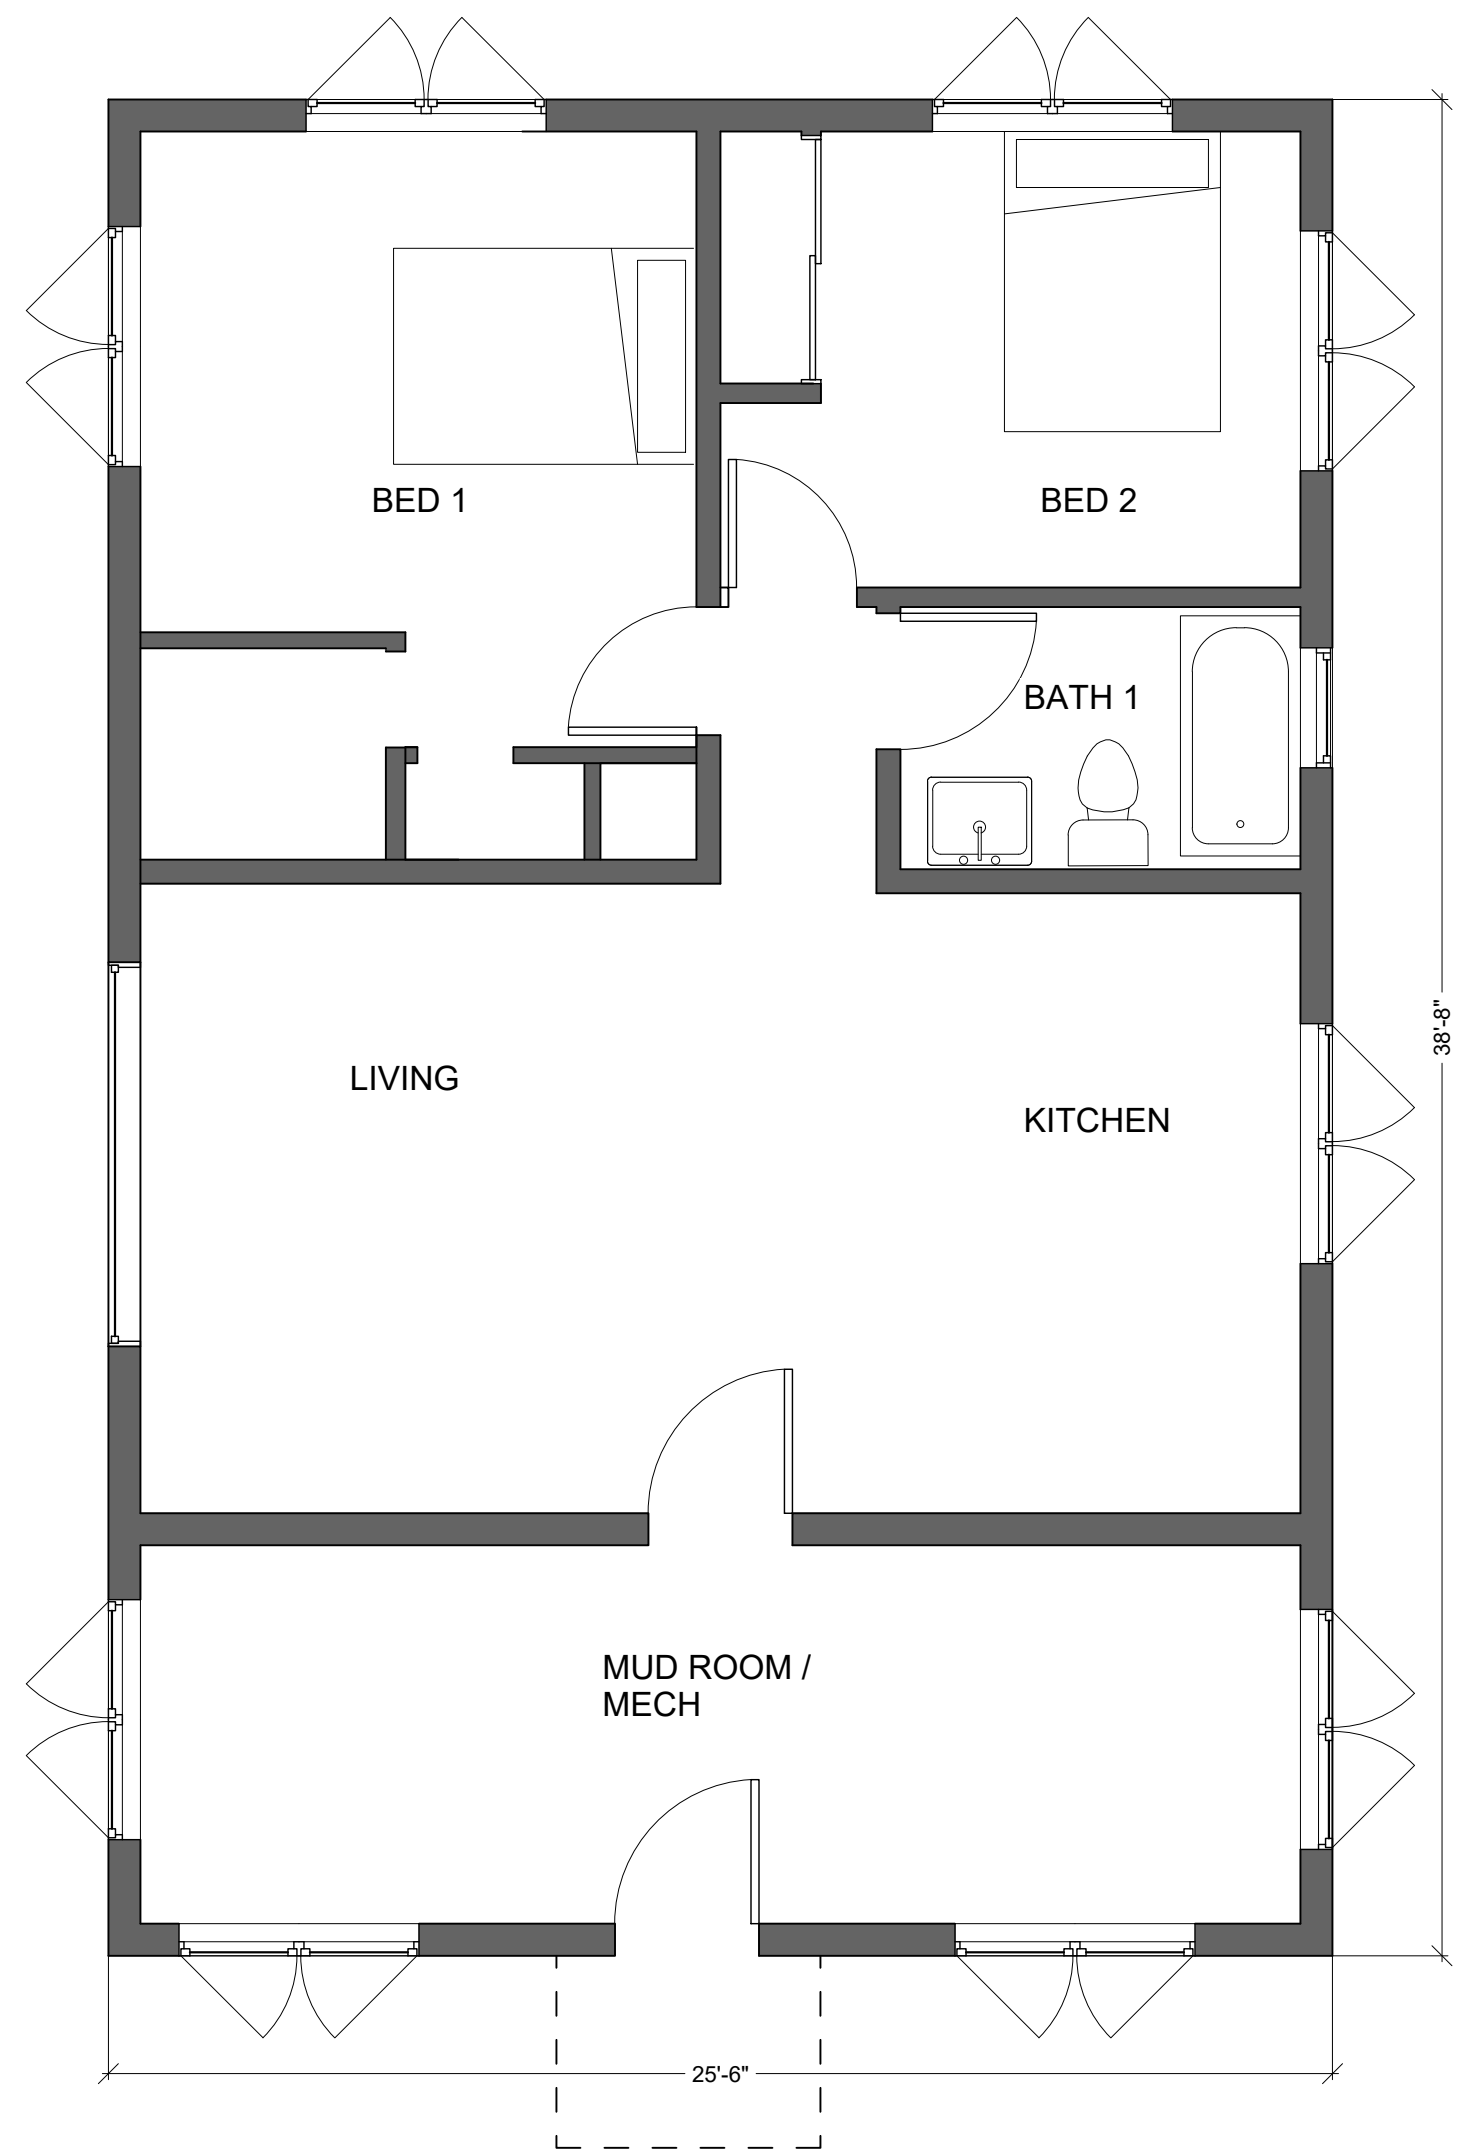 BED 1
BED 2
BATH 1
LIVING
KITCHEN
38'-8"
MUD ROOM /
MECH
25'-6"